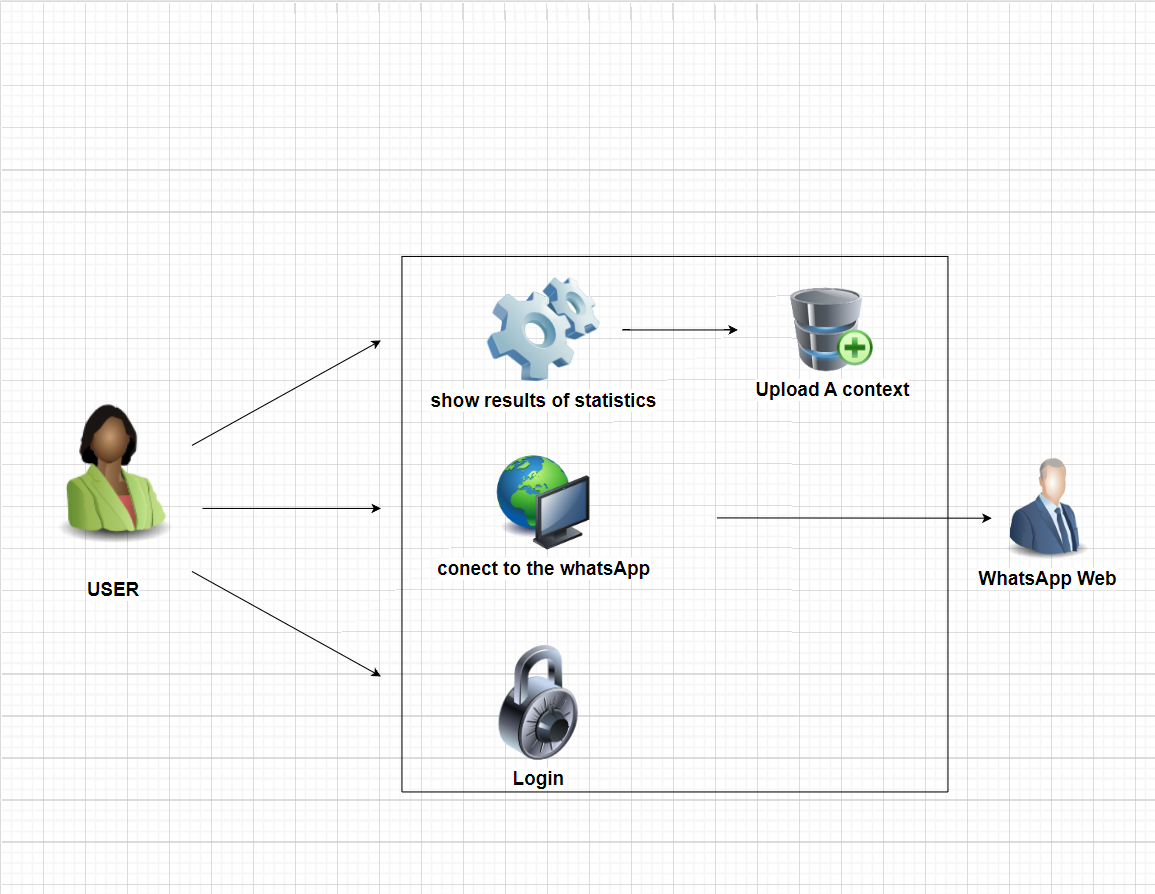 show results of statistics
Upload A context
conect to the whatsApp
WhatsApp Web
USER
Login